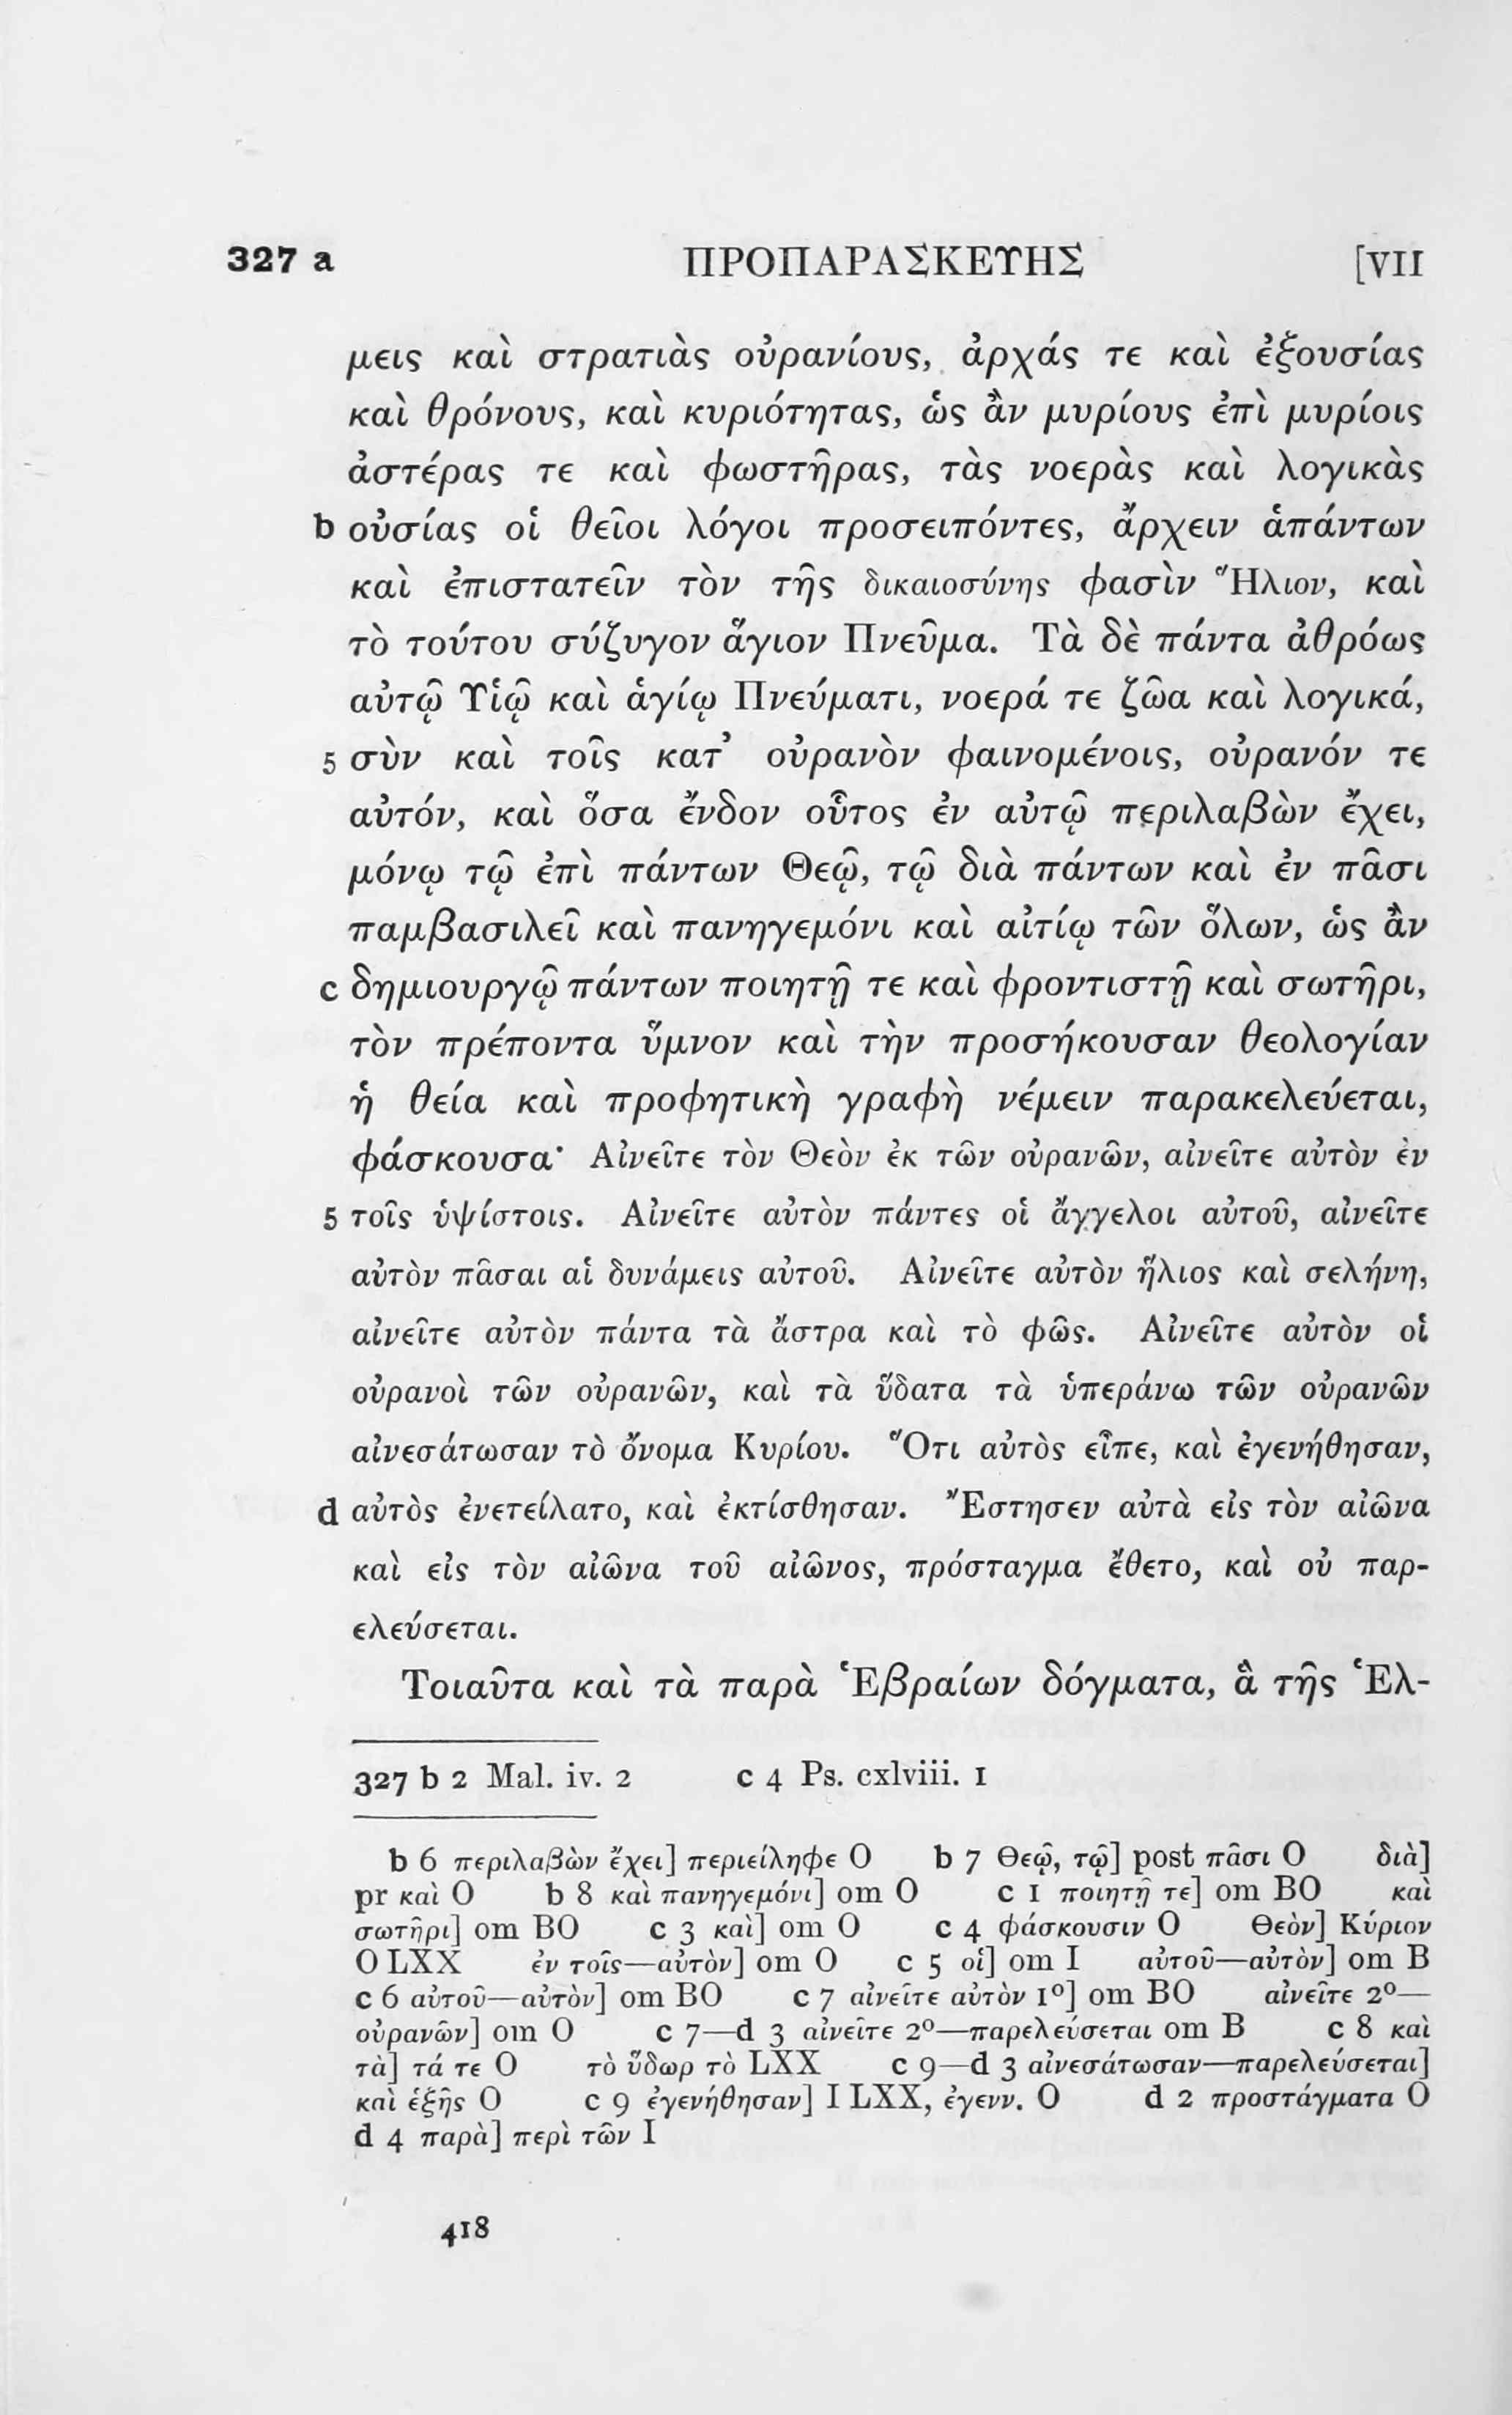 327 a ΠΡΟΠΑΡΑΣΚΕΥΗΣ [VII
μεις καὶ στρατιὰς οὐρανίους, ἀρχάς τε καὶ ἐξουσίας
καὶ θρόνους, καὶ κυριότητας, ὡς ἂν μυρίους ἐπὶ μυρίοις
ἀστέρας τε καὶ φωστῆρας, τὰς νοερὰς καὶ λογικὰς
b οὐσίας οἱ θεῖοι λόγοι προσειπόντες, ἄρχειν ἁπάντων
καὶ ἐπιστατεῖν τὸν τῆς δικαιοσύνης φασὶν Ἥλιον, καὶ
τὸ τούτου σύζυγον ἅγιον Πνεῦμα. Τὰ δὲ πάντα ἀθρόως
αὐτῷ Υἱῷ καὶ ἁγίῳ Πνεύματι, νοερά τε ζῶα καὶ λογικά,
5 σὺν καὶ τοῖς κατ’ οὐρανὸν φαινομένοις, οὐρανόν τε
αὐτόν, καὶ ὅσα ἔνδον οὗτος ἐν αὐτῷ περιλαβὼν ἔχει,
μόνῳ τῷ ἐπὶ πάντων Θεῷ, τῷ διὰ πάντων καὶ ἐν πᾶσι
παμβασιλεῖ καὶ πανηγεμόνι καὶ αἰτίῳ τῶν ὅλων, ὡς ἂν
c δημιουργῷ πάντων ποιητῇ τε καὶ φροντιστῇ καὶ σωτῆρι,
τὸν πρέποντα ὕμνον καὶ τὴν προσήκουσαν θεολογίαν
ἡ θεία καὶ προφητικὴ γραφὴ νέμειν παρακελεύεται,
φάσκουσα· Αἰνεῖτε τὸν Θεὸν ἐκ τῶν οὐρανῶν, αἰνεῖτε αὐτὸν ἐν
5 τοῖς ὑψίστοις. Αἰνεῖτε αὐτὸν πάντες οἱ ἄγγελοι αὐτοῦ, αἰνεῖτε
αὐτὸν πᾶσαι αἱ δυνάμεις αὐτοῦ. Αἰνεῖτε αὐτὸν ἥλιος καὶ σελήνη,
αἰνεῖτε αὐτὸν πάντα τὰ ἄστρα καὶ τὸ φῶς. Αἰνεῖτε αὐτὸν οἱ
οὐρανοὶ τῶν οὐρανῶν, καὶ τὰ ὕδατα τὰ ὑπεράνω τῶν οὐρανῶν
αἰνεσάτωσαν τὸ ὄνομα Κυρίου. Ὅτι αὐτὸς εἶπε, καὶ ἐγενήθησαν,
d αὐτὸς ἐνετείλατο, καὶ ἐκτίσθησαν. Ἔστησεν αὐτὰ εἰς τὸν αἰῶνα
καὶ εἰς τὸν αἰῶνα τοῦ αἰῶνος, πρόσταγμα ἔθετο, καὶ οὐ παρ-
ελεύσεται.
Τοιαῦτα καὶ τὰ παρὰ Ἑβραίων δόγματα, ἃ τῆς Ἑλ-
327 b 2 Mal. iv. 2 c 4 Ps. cxlviii. 1
b 6 περιλαβὼν ἔχει] περιείληφε O b 7 Θεῷ, τῷ] post πᾶσι O διὰ]
pr καὶ O b 8 καὶ πανηγεμόνι] om O c 1 ποιητῇ τε] om BO καὶ
σωτῆρι] om BO c 3 καὶ] om O c 4 φάσκουσιν O Θεὸν] Κύριον
O LXX ἐν τοῖς—αὐτὸν] om O c 5 οἱ] om I αὐτοῦ—αὐτὸν] om B
c 6 αὐτοῦ—αὐτὸν] om BO c 7 αἰνεῖτε αὐτὸν 1º] om BO αἰνεῖτε 2º—
οὐρανῶν] om O c 7—d 3 αἰνεῖτε 2º—παρελεύσεται om B c 8 καὶ
τὰ] τά τε O τὸ ὕδωρ τὸ LXX c 9—d 3 αἰνεσάτωσαν—παρελεύσεται]
καὶ ἑξῆς O c 9 ἐγενήθησαν] I LXX, ἐγενν. O d 2 προστάγματα O
d 4 παρὰ] περὶ τῶν I
418